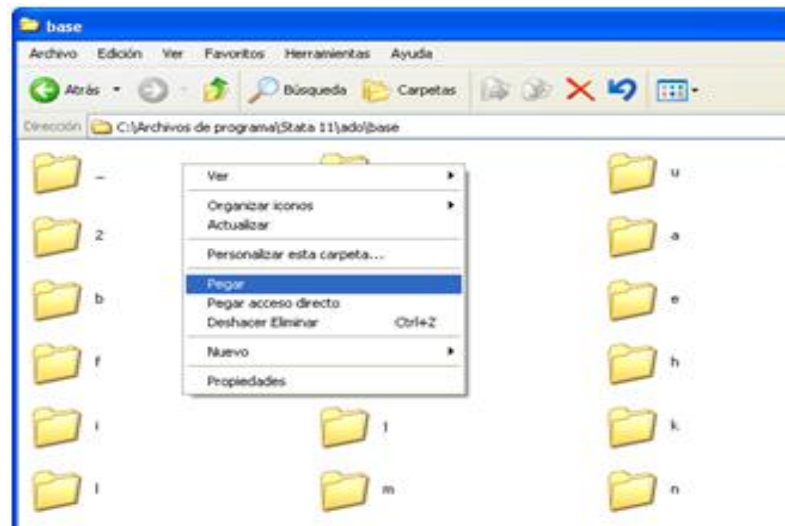 base
Archivo Edición Ver Favoritos Herramientas Ayuda
Atrás Búsqueda Carpetas
Dirección C:\Archivos de programa\Stata 11\ado\base
_ u
Ver
Organizar iconos
Actualizar
2 a
Personalizar esta carpeta...
Pegar
Pegar acceso directo
Deshacer Eliminar Ctrl+Z
b e
Nuevo
f h
Propiedades
k
m n